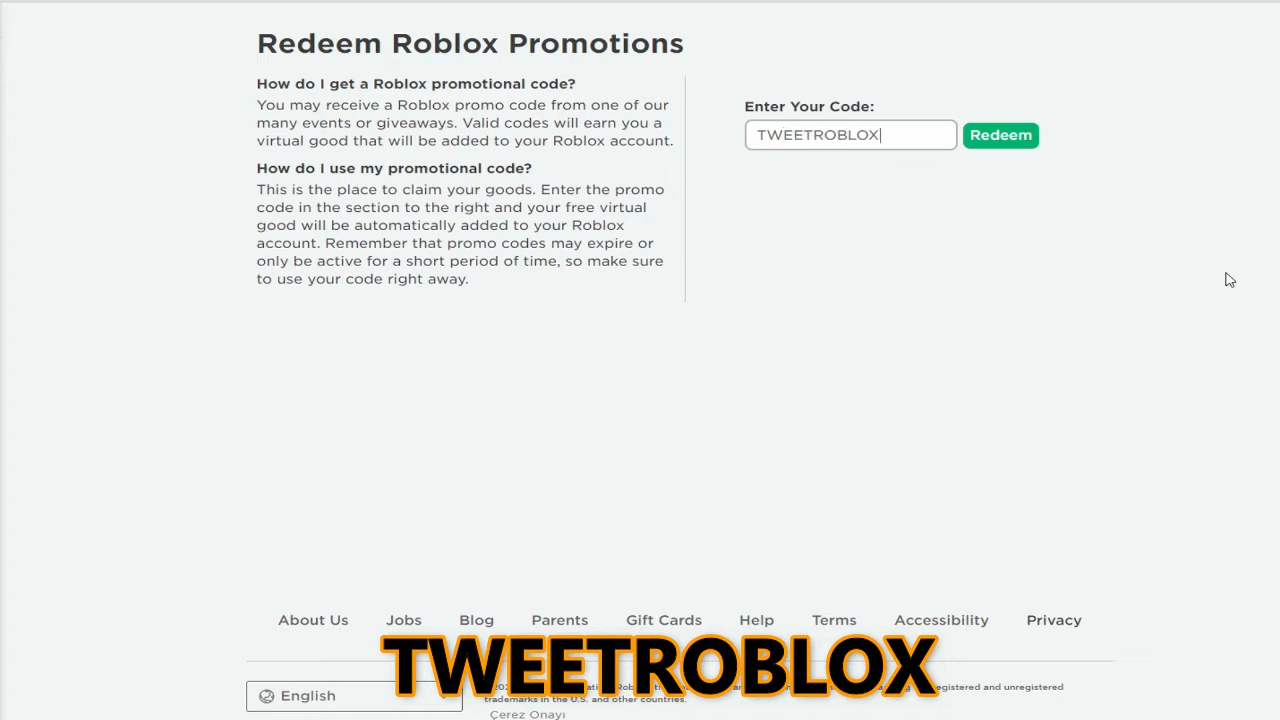 Redeem Roblox Promotions
How do I get a Roblox promotional code?
You may receive a Roblox promo code from one of our
many events or giveaways. Valid codes will earn you a
virtual good that will be added to your Roblox account.
How do I use my promotional code?
This is the place to claim your goods. Enter the promo
code in the section to the right and your free virtual
good will be automatically added to your Roblox
account. Remember that promo codes may expire or
only be active for a short period of time, so make sure
to use your code right away.
Enter Your Code:
TWEETROBLOX
Redeem
About Us Jobs Blog Parents Gift Cards Help Terms Accessibility Privacy
TWEETROBLOX
English
registered and unregistered
trademarks in the U.S. and other countries.
Çerez Onayı